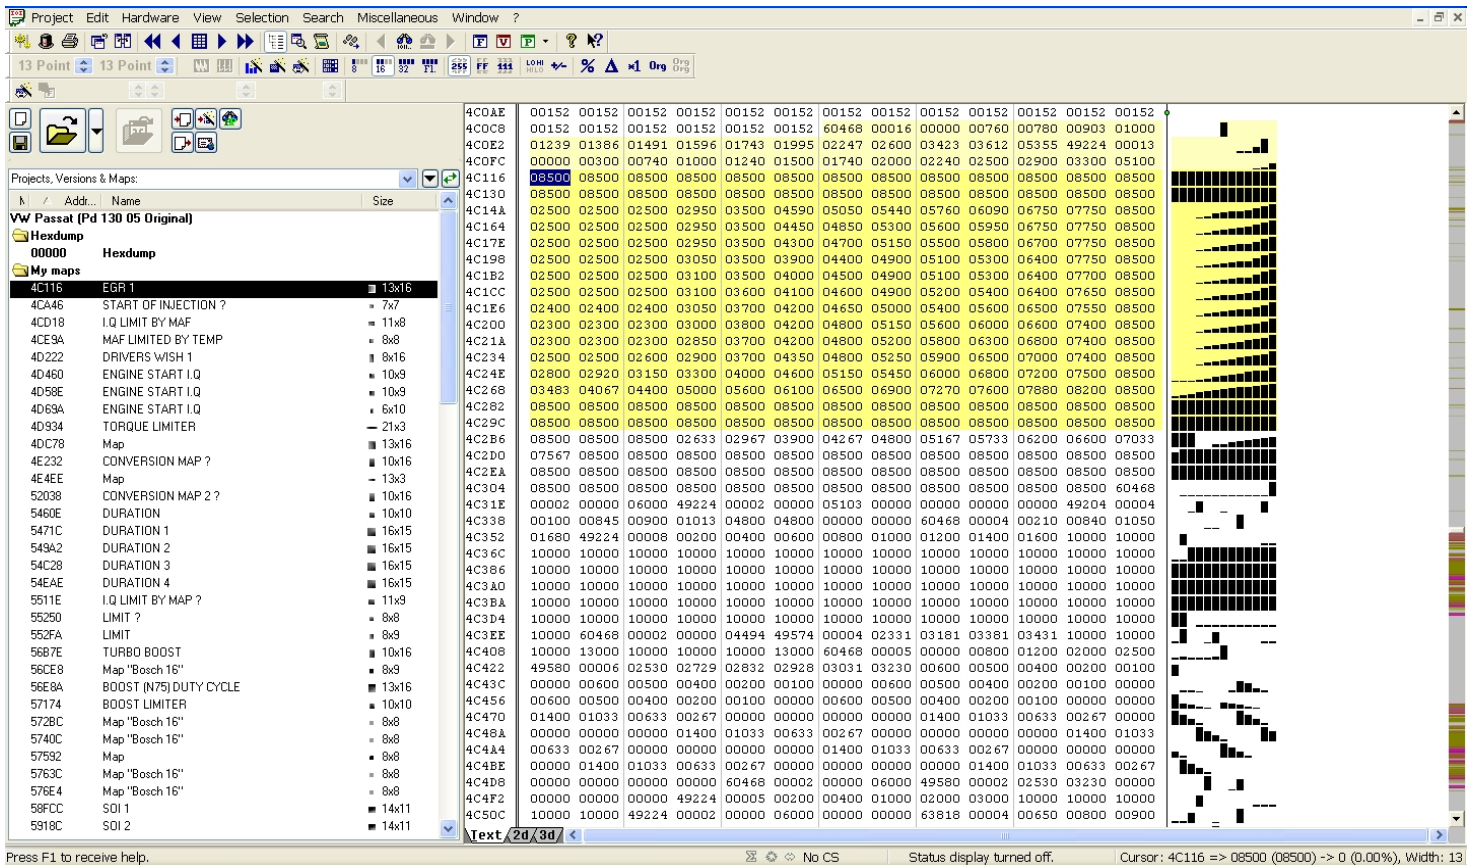 Project Edit Hardware View Selection Search Miscellaneous Window ?
13 Point 13 Point 8 16 32 FL 255 FF LOHI HILO +/- % Δ ×1 Org Org
Projects, Versions & Maps:
Addr... Name Size
VW Passat (Pd 130 05 Original)
Hexdump
00000 Hexdump
My maps
4C116 EGR 1 13x16
4CA46 START OF INJECTION ? 7x7
4CD18 I.Q LIMIT BY MAF 11x8
4CE9A MAF LIMITED BY TEMP 8x8
4D222 DRIVERS WISH 1 8x16
4D460 ENGINE START I.Q 10x9
4D58E ENGINE START I.Q 10x9
4D69A ENGINE START I.Q 6x10
4D934 TORQUE LIMITER 21x3
4DC78 Map 13x16
4E232 CONVERSION MAP ? 10x16
4E4EE Map 13x3
52038 CONVERSION MAP 2 ? 10x16
5460E DURATION 10x10
5471C DURATION 1 16x15
549A2 DURATION 2 16x15
54C28 DURATION 3 16x15
54EAE DURATION 4 16x15
5511E I.Q LIMIT BY MAP ? 11x9
55250 LIMIT ? 8x8
552FA LIMIT 8x9
56B7E TURBO BOOST 10x16
56CE8 Map "Bosch 16" 8x9
56E8A BOOST (N75) DUTY CYCLE 13x16
57174 BOOST LIMITER 10x10
572BC Map "Bosch 16" 8x8
5740C Map "Bosch 16" 8x8
57592 Map 8x8
5763C Map "Bosch 16" 8x8
576E4 Map "Bosch 16" 8x8
58FCC SOI 1 14x11
5918C SOI 2 14x11
4C0AE 00152 00152 00152 00152 00152 00152 00152 00152 00152 00152 00152 00152 00152
4C0C8 00152 00152 00152 00152 00152 00152 60468 00016 00000 00760 00780 00903 01000
4C0E2 01239 01386 01491 01596 01743 01995 02247 02600 03423 03612 05355 49224 00013
4C0FC 00000 00300 00740 01000 01240 01500 01740 02000 02240 02500 02900 03300 05100
4C116 08500 08500 08500 08500 08500 08500 08500 08500 08500 08500 08500 08500 08500
4C130 08500 08500 08500 08500 08500 08500 08500 08500 08500 08500 08500 08500 08500
4C14A 02500 02500 02500 02950 03500 04590 05050 05440 05760 06090 06750 07750 08500
4C164 02500 02500 02500 02950 03500 04450 04850 05300 05600 05950 06750 07750 08500
4C17E 02500 02500 02500 02950 03500 04300 04700 05150 05500 05800 06700 07750 08500
4C198 02500 02500 02500 03050 03500 03900 04400 04900 05100 05300 06400 07750 08500
4C1B2 02500 02500 02500 03100 03500 04000 04500 04900 05100 05300 06400 07700 08500
4C1CC 02500 02500 02500 03100 03600 04100 04600 04900 05200 05400 06400 07650 08500
4C1E6 02400 02400 02400 03050 03700 04200 04650 05000 05400 05600 06500 07550 08500
4C200 02300 02300 02300 03000 03800 04200 04800 05150 05600 06000 06600 07400 08500
4C21A 02300 02300 02300 02850 03700 04200 04800 05200 05800 06300 06800 07400 08500
4C234 02500 02500 02600 02900 03700 04350 04800 05250 05900 06500 07000 07400 08500
4C24E 02800 02920 03150 03300 04000 04600 05150 05450 06000 06800 07200 07500 08500
4C268 03483 04067 04400 05000 05600 06100 06500 06900 07270 07600 07880 08200 08500
4C282 08500 08500 08500 08500 08500 08500 08500 08500 08500 08500 08500 08500 08500
4C29C 08500 08500 08500 08500 08500 08500 08500 08500 08500 08500 08500 08500 08500
4C2B6 08500 08500 08500 02633 02967 03900 04267 04800 05167 05733 06200 06600 07033
4C2D0 07567 08500 08500 08500 08500 08500 08500 08500 08500 08500 08500 08500 08500
4C2EA 08500 08500 08500 08500 08500 08500 08500 08500 08500 08500 08500 08500 08500
4C304 08500 08500 08500 08500 08500 08500 08500 08500 08500 08500 08500 08500 60468
4C31E 00002 00000 06000 49224 00002 00000 05103 00000 00000 00000 00000 49204 00004
4C338 00100 00845 00900 01013 04800 04800 00000 00000 60468 00004 00210 00840 01050
4C352 01680 49224 00008 00200 00400 00600 00800 01000 01200 01400 01600 10000 10000
4C36C 10000 10000 10000 10000 10000 10000 10000 10000 10000 10000 10000 10000 10000
4C386 10000 10000 10000 10000 10000 10000 10000 10000 10000 10000 10000 10000 10000
4C3A0 10000 10000 10000 10000 10000 10000 10000 10000 10000 10000 10000 10000 10000
4C3BA 10000 10000 10000 10000 10000 10000 10000 10000 10000 10000 10000 10000 10000
4C3D4 10000 10000 10000 10000 10000 10000 10000 10000 10000 10000 10000 10000 10000
4C3EE 10000 60468 00002 00000 04494 49574 00004 02331 03181 03381 03431 10000 10000
4C408 10000 13000 10000 10000 10000 13000 60468 00005 00000 00800 01200 02000 02500
4C422 49580 00006 02530 02729 02832 02928 03031 03230 00600 00500 00400 00200 00100
4C43C 00000 00600 00500 00400 00200 00100 00000 00600 00500 00400 00200 00100 00000
4C456 00600 00500 00400 00200 00100 00000 00600 00500 00400 00200 00100 00000 00000
4C470 01400 01033 00633 00267 00000 00000 00000 00000 01400 01033 00633 00267 00000
4C48A 00000 00000 00000 01400 01033 00633 00267 00000 00000 00000 00000 01400 01033
4C4A4 00633 00267 00000 00000 00000 00000 01400 01033 00633 00267 00000 00000 00000
4C4BE 00000 01400 01033 00633 00267 00000 00000 00000 00000 01400 01033 00633 00267
4C4D8 00000 00000 00000 00000 60468 00002 00000 06000 49580 00002 02530 03230 00000
4C4F2 00000 00000 00000 49224 00005 00200 00400 01000 02000 03000 10000 10000 10000
4C50C 10000 10000 49224 00002 00000 06000 00000 00000 63818 00004 00650 00800 00900
Text 2d 3d
Press F1 to receive help. No CS Status display turned off. Cursor: 4C116 => 08500 (08500) -> 0 (0.00%), Width: 13